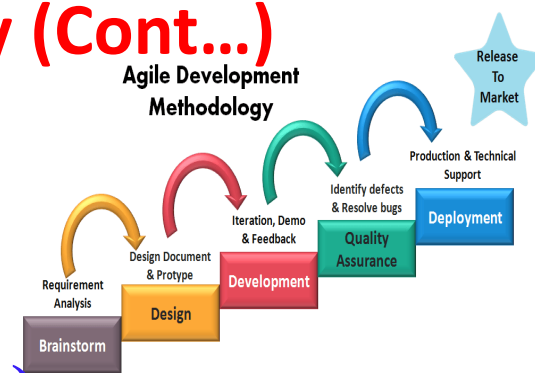 y (Cont...)
Agile Development
Methodology
Release
To
Market
Production & Technical
Support
Deployment
Identify defects
& Resolve bugs
Quality
Assurance
Iteration, Demo
& Feedback
Development
Design Document
& Protype
Design
Requirement
Analysis
Brainstorm